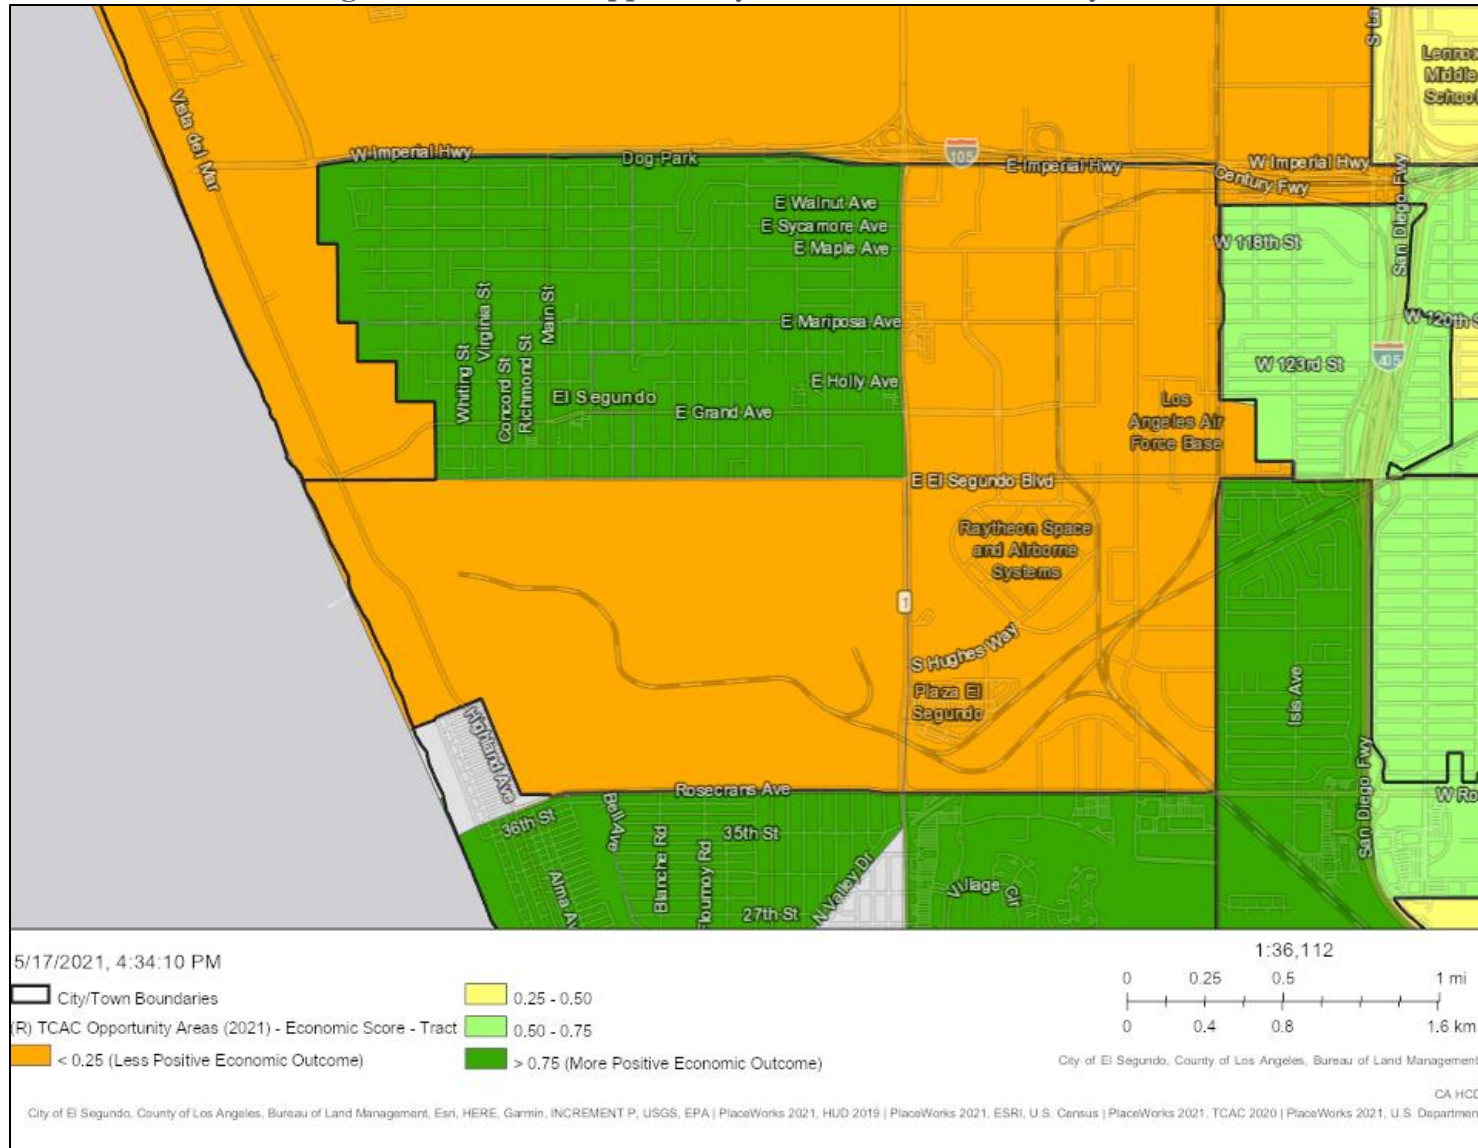 S La
Lennox
Middle
School
Vista del Mar
W Imperial Hwy
Dog Park
105
E Imperial Hwy
W Imperial Hwy
Century Fwy
San Diego Fwy
E Walnut Ave
E Sycamore Ave
E Maple Ave
W 118th St
Virginia St
Main St
E Mariposa Ave
W 120th S
Whiting St
Concord St
Richmond St
405
W 123rd St
El Segundo
E Holly Ave
E Grand Ave
Los
Angeles Air
Force Base
E El Segundo Blvd
Raytheon Space
and Airborne
Systems
1
S Hughes Way
Plaza El
Segundo
Isis Ave
Highland Ave
San Diego Fwy
Rosecrans Ave
W Ro
36th St
Bell Ave
35th St
Blanche Rd
Flournoy Rd
Alma Av
27th St
N Valley Dr
Village Cir
5/17/2021, 4:34:10 PM
City/Town Boundaries
(R) TCAC Opportunity Areas (2021) - Economic Score - Tract
< 0.25 (Less Positive Economic Outcome)
0.25 - 0.50
0.50 - 0.75
> 0.75 (More Positive Economic Outcome)
1:36,112
0 0.25 0.5 1 mi
0 0.4 0.8 1.6 km
City of El Segundo, County of Los Angeles, Bureau of Land Management
CA HCD
City of El Segundo, County of Los Angeles, Bureau of Land Management, Esri, HERE, Garmin, INCREMENT P, USGS, EPA | PlaceWorks 2021, HUD 2019 | PlaceWorks 2021, ESRI, U.S. Census | PlaceWorks 2021, TCAC 2020 | PlaceWorks 2021, U.S. Departmen